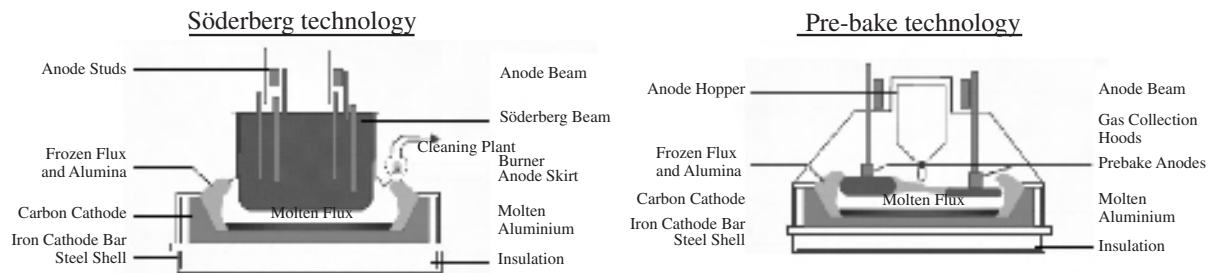 Söderberg technology
Anode Studs
Anode Beam
Söderberg Beam
Cleaning Plant
Frozen Flux
and Alumina
Burner
Anode Skirt
Carbon Cathode
Molten Flux
Molten
Aluminium
Iron Cathode Bar
Steel Shell
Insulation
Pre-bake technology
Anode Hopper
Anode Beam
Gas Collection
Hoods
Frozen Flux
and Alumina
Prebake Anodes
Carbon Cathode
Molten Flux
Molten
Aluminium
Iron Cathode Bar
Steel Shell
Insulation